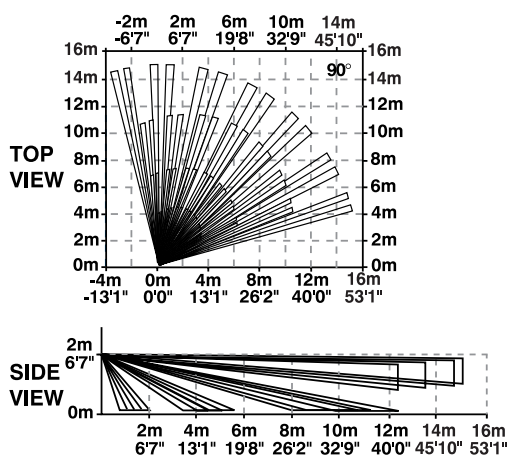 -2m 2m 6m 10m 14m
-6'7" 6'7" 19'8" 32'9" 45'10"
16m 16m
90°
14m 14m
12m 12m
10m 10m
TOP
VIEW
8m 8m
6m 6m
4m 4m
2m 2m
0m 0m
-4m 0m 4m 8m 12m 16m
-13'1" 0'0" 13'1" 26'2" 40'0" 53'1"
2m
6'7"
SIDE
VIEW
0m
2m 4m 6m 8m 10m 12m 14m 16m
6'7" 13'1" 19'8" 26'2" 32'9" 40'0" 45'10" 53'1"